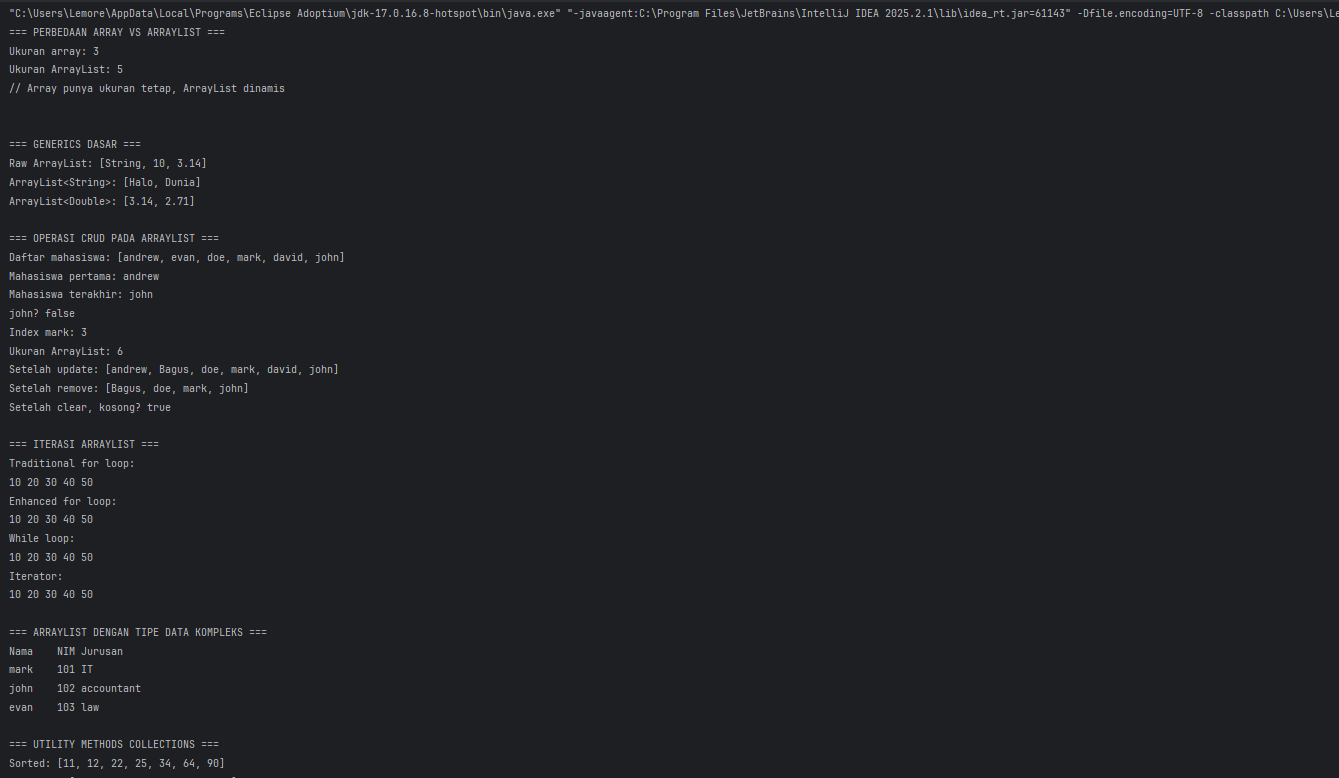 "C:\Users\Lemore\AppData\Local\Programs\Eclipse Adoptium\jdk-17.0.16.8-hotspot\bin\java.exe" "-javaagent:C:\Program Files\JetBrains\IntelliJ IDEA 2025.2.1\lib\idea_rt.jar=61143" -Dfile.encoding=UTF-8 -classpath C:\Users\Le
=== PERBEDAAN ARRAY VS ARRAYLIST ===
Ukuran array: 3
Ukuran ArrayList: 5
// Array punya ukuran tetap, ArrayList dinamis
=== GENERICS DASAR ===
Raw ArrayList: [String, 10, 3.14]
ArrayList<String>: [Halo, Dunia]
ArrayList<Double>: [3.14, 2.71]
=== OPERASI CRUD PADA ARRAYLIST ===
Daftar mahasiswa: [andrew, evan, doe, mark, david, john]
Mahasiswa pertama: andrew
Mahasiswa terakhir: john
john? false
Index mark: 3
Ukuran ArrayList: 6
Setelah update: [andrew, Bagus, doe, mark, david, john]
Setelah remove: [Bagus, doe, mark, john]
Setelah clear, kosong? true
=== ITERASI ARRAYLIST ===
Traditional for loop:
10 20 30 40 50
Enhanced for loop:
10 20 30 40 50
While loop:
10 20 30 40 50
Iterator:
10 20 30 40 50
=== ARRAYLIST DENGAN TIPE DATA KOMPLEKS ===
Nama    NIM Jurusan
mark    101 IT
john    102 accountant
evan    103 law
=== UTILITY METHODS COLLECTIONS ===
Sorted: [11, 12, 22, 25, 34, 64, 90]